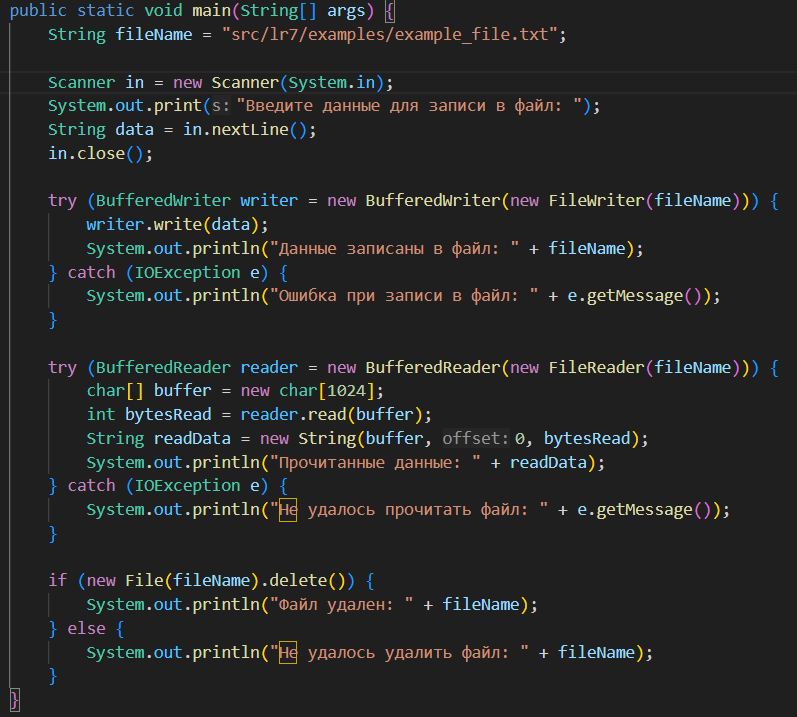 public static void main(String[] args) {
    String fileName = "src/lr7/examples/example_file.txt";

    Scanner in = new Scanner(System.in);
    System.out.print(s: "Введите данные для записи в файл: ");
    String data = in.nextLine();
    in.close();

    try (BufferedWriter writer = new BufferedWriter(new FileWriter(fileName))) {
        writer.write(data);
        System.out.println("Данные записаны в файл: " + fileName);
    } catch (IOException e) {
        System.out.println("Ошибка при записи в файл: " + e.getMessage());
    }

    try (BufferedReader reader = new BufferedReader(new FileReader(fileName))) {
        char[] buffer = new char[1024];
        int bytesRead = reader.read(buffer);
        String readData = new String(buffer, offset: 0, bytesRead);
        System.out.println("Прочитанные данные: " + readData);
    } catch (IOException e) {
        System.out.println("Не удалось прочитать файл: " + e.getMessage());
    }

    if (new File(fileName).delete()) {
        System.out.println("Файл удален: " + fileName);
    } else {
        System.out.println("Не удалось удалить файл: " + fileName);
    }
}